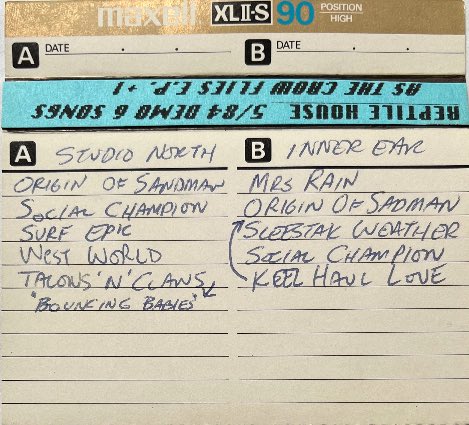 maxell XLII-S 90 POSITION HIGH
A DATE . . B DATE . .
REPTILE HOUSE 5/84 DEMO 6 SONGS
AS THE CROW FLIES E.P. +1
A STUDIO NORTH
ORIGIN OF SANDMAN
SOCIAL CHAMPION
SURF EPIC
WEST WORLD
TALONS 'N' CLAWS
"BOUNCING BABIES"
B INNER EAR
MRS RAIN
ORIGIN OF SADMAN
SLEESTAK WEATHER
SOCIAL CHAMPION
KEEL HAUL LOVE